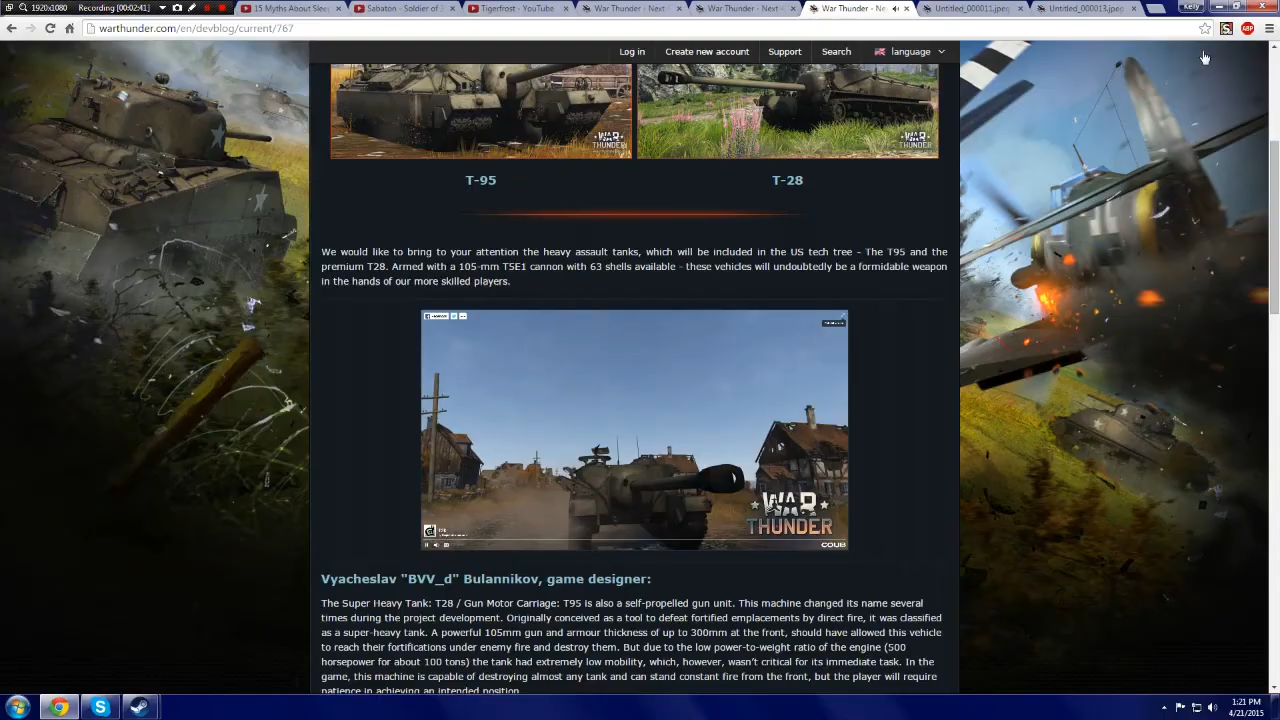 1920x1080 Recording [00:02:41]
15 Myths About Slee
Sabaton - Soldier of 3
Tigerfrost - YouTube
War Thunder - Next
War Thunder - Next
War Thunder - Ne
Untitled_000011.jpeg
Untitled_000013.jpeg
Kelly
warthunder.com/en/devblog/current/767
ABP
Log in Create new account Support Search language
WAR THUNDER
WAR THUNDER
T-95 T-28
We would like to bring to your attention the heavy assault tanks, which will be included in the US tech tree - The T95 and the
premium T28. Armed with a 105-mm T5E1 cannon with 63 shells available - these vehicles will undoubtedly be a formidable weapon
in the hands of our more skilled players.
WAR
THUNDER
COUB
Vyacheslav "BVV_d" Bulannikov, game designer:
The Super Heavy Tank: T28 / Gun Motor Carriage: T95 is also a self-propelled gun unit. This machine changed its name several
times during the project development. Originally conceived as a tool to defeat fortified emplacements by direct fire, it was classified
as a super-heavy tank. A powerful 105mm gun and armour thickness of up to 300mm at the front, should have allowed this vehicle
to reach their fortifications under enemy fire and destroy them. But due to the low power-to-weight ratio of the engine (500
horsepower for about 100 tons) the tank had extremely low mobility, which, however, wasn't critical for its immediate task. In the
game, this machine is capable of destroying almost any tank and can stand constant fire from the front, but the player will require
patience in achieving an intended position.
1:21 PM
4/21/2015